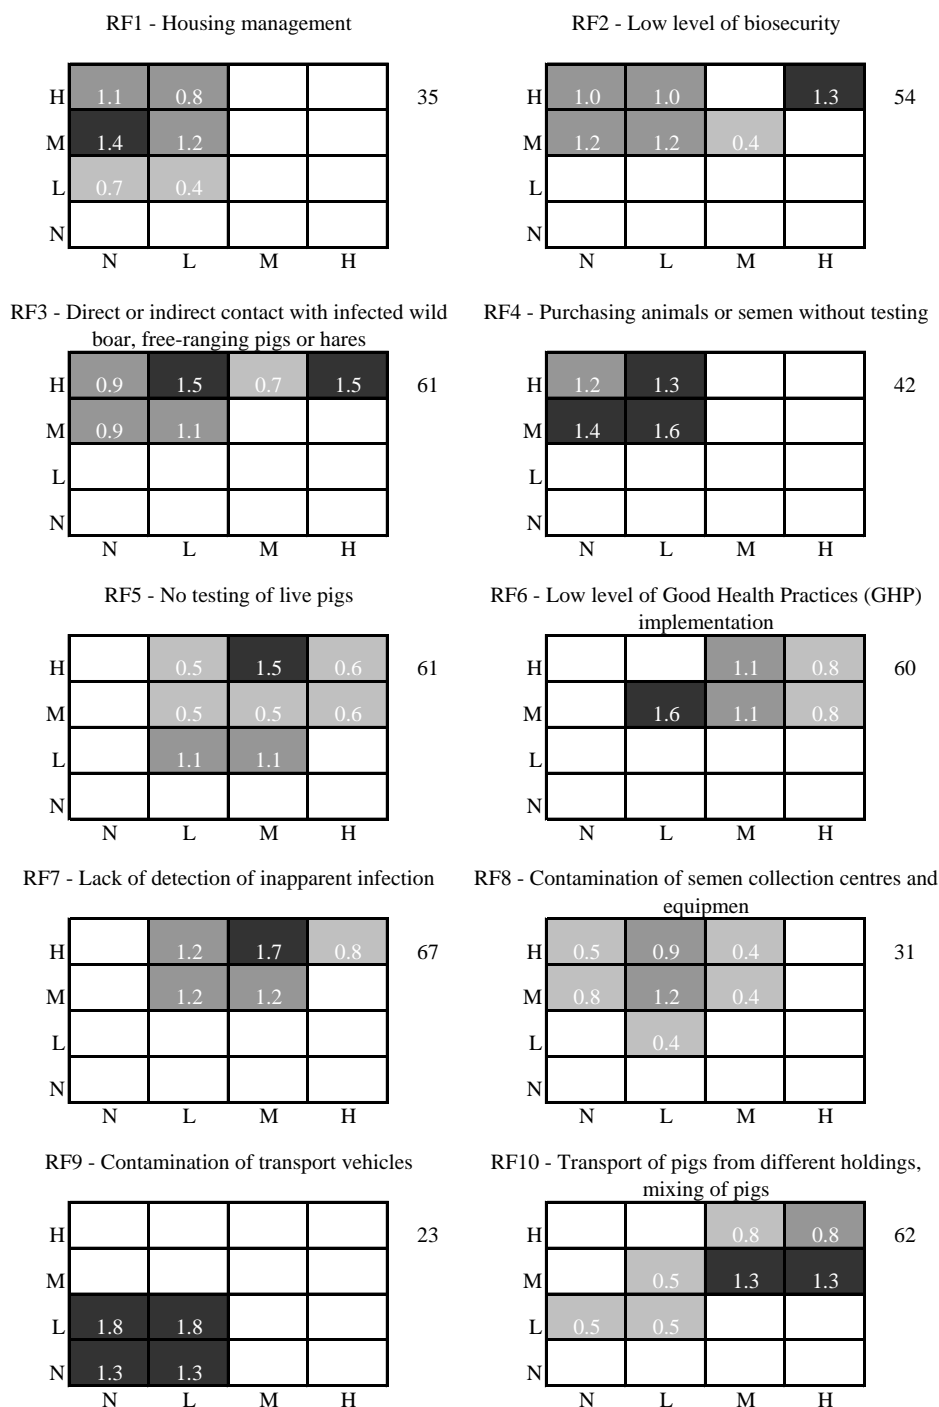 RF1 - Housing management
H 1.1 0.8 35
M 1.4 1.2
L 0.7 0.4
N
N L M H
RF2 - Low level of biosecurity
H 1.0 1.0 1.3 54
M 1.2 1.2 0.4
L
N
N L M H
RF3 - Direct or indirect contact with infected wild
boar, free-ranging pigs or hares
H 0.9 1.5 0.7 1.5 61
M 0.9 1.1
L
N
N L M H
RF4 - Purchasing animals or semen without testing
H 1.2 1.3 42
M 1.4 1.6
L
N
N L M H
RF5 - No testing of live pigs
H 0.5 1.5 0.6 61
M 0.5 0.5 0.6
L 1.1 1.1
N
N L M H
RF6 - Low level of Good Health Practices (GHP)
implementation
H 1.1 0.8 60
M 1.6 1.1 0.8
L
N
N L M H
RF7 - Lack of detection of inapparent infection
H 1.2 1.7 0.8 67
M 1.2 1.2
L
N
N L M H
RF8 - Contamination of semen collection centres and
equipmen
H 0.5 0.9 0.4 31
M 0.8 1.2 0.4
L 0.4
N
N L M H
RF9 - Contamination of transport vehicles
H 23
M
L 1.8 1.8
N 1.3 1.3
N L M H
RF10 - Transport of pigs from different holdings,
mixing of pigs
H 0.8 0.8 62
M 0.5 1.3 1.3
L 0.5 0.5
N
N L M H